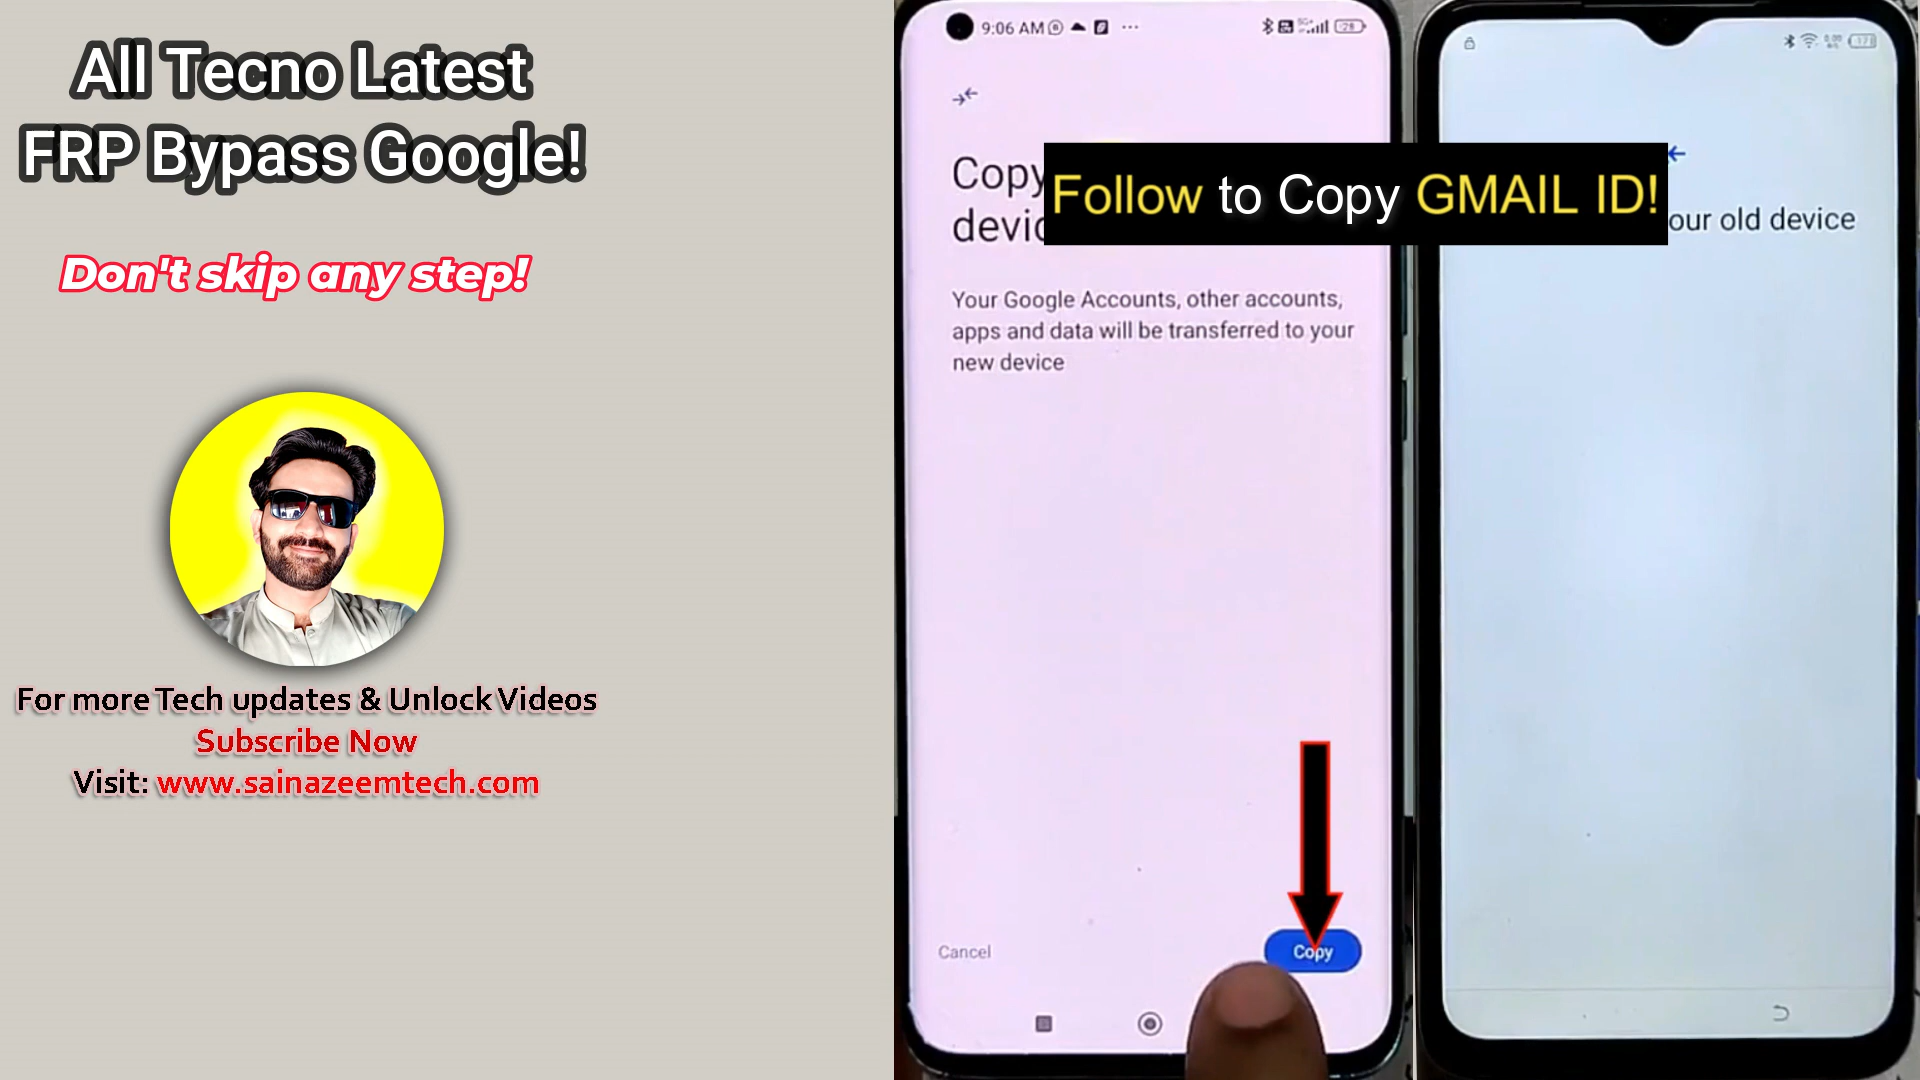 All Tecno Latest
FRP Bypass Google!
Don't skip any step!
For more Tech updates & Unlock Videos
Subscribe Now
Visit: www.sainazeemtech.com
9:06 AM
28
Copy
devic
Your Google Accounts, other accounts,
apps and data will be transferred to your
new device
Cancel
Copy
Follow to Copy GMAIL ID!
our old device